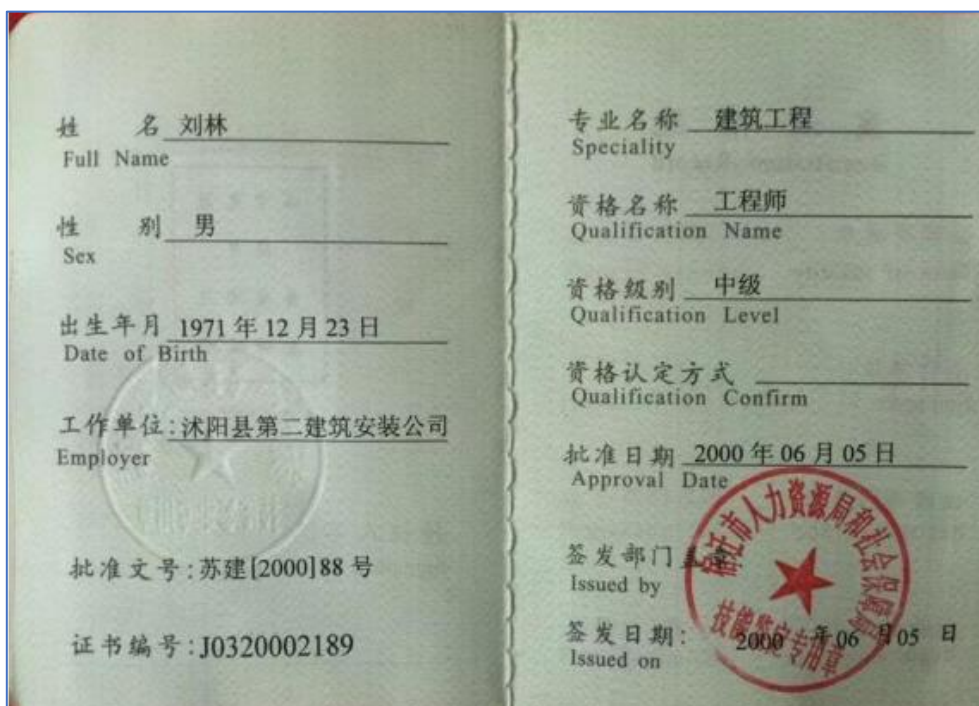 姓 名 刘林
Full Name
性 别 男
Sex
出生年月 1971 年 12 月 23 日
Date of Birth
工作单位:沭阳县第二建筑安装公司
Employer
批准文号:苏建[2000]88 号
证书编号:J0320002189
专业名称 建筑工程
Speciality
资格名称 工程师
Qualification Name
资格级别 中级
Qualification Level
资格认定方式
Qualification Confirm
批准日期 2000 年 06 月 05 日
Approval Date
签发部门盖章
Issued by
签发日期: 2000 年 06 月 05 日
Issued on
宿迁市人力资源局和社会保障局
技能鉴定专用章